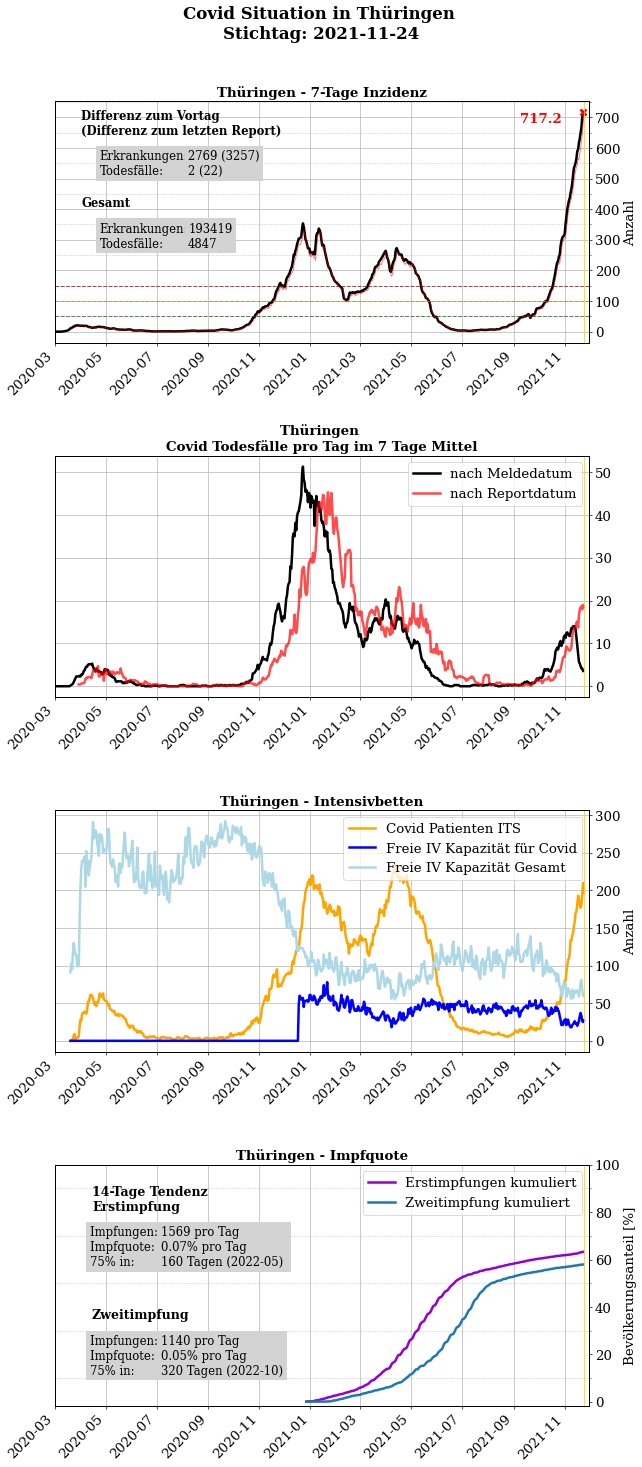 Covid Situation in Thüringen
Stichtag: 2021-11-24
Thüringen - 7-Tage Inzidenz
Differenz zum Vortag
(Differenz zum letzten Report)
Erkrankungen 2769 (3257)
Todesfälle: 2 (22)
Gesamt
Erkrankungen 193419
Todesfälle: 4847
717.2
700
600
500
400
300
200
100
0
Anzahl
2020-03
2020-05
2020-07
2020-09
2020-11
2021-01
2021-03
2021-05
2021-07
2021-09
2021-11
Thüringen
Covid Todesfälle pro Tag im 7 Tage Mittel
nach Meldedatum
nach Reportdatum
50
40
30
20
10
0
2020-03
2020-05
2020-07
2020-09
2020-11
2021-01
2021-03
2021-05
2021-07
2021-09
2021-11
Thüringen - Intensivbetten
Covid Patienten ITS
Freie IV Kapazität für Covid
Freie IV Kapazität Gesamt
300
250
200
150
100
50
0
Anzahl
2020-03
2020-05
2020-07
2020-09
2020-11
2021-01
2021-03
2021-05
2021-07
2021-09
2021-11
Thüringen - Impfquote
14-Tage Tendenz
Erstimpfung
Impfungen: 1569 pro Tag
Impfquote: 0.07% pro Tag
75% in: 160 Tagen (2022-05)
Zweitimpfung
Impfungen: 1140 pro Tag
Impfquote: 0.05% pro Tag
75% in: 320 Tagen (2022-10)
Erstimpfungen kumuliert
Zweitimpfung kumuliert
100
80
60
40
20
0
Bevölkerungsanteil [%]
2020-03
2020-05
2020-07
2020-09
2020-11
2021-01
2021-03
2021-05
2021-07
2021-09
2021-11